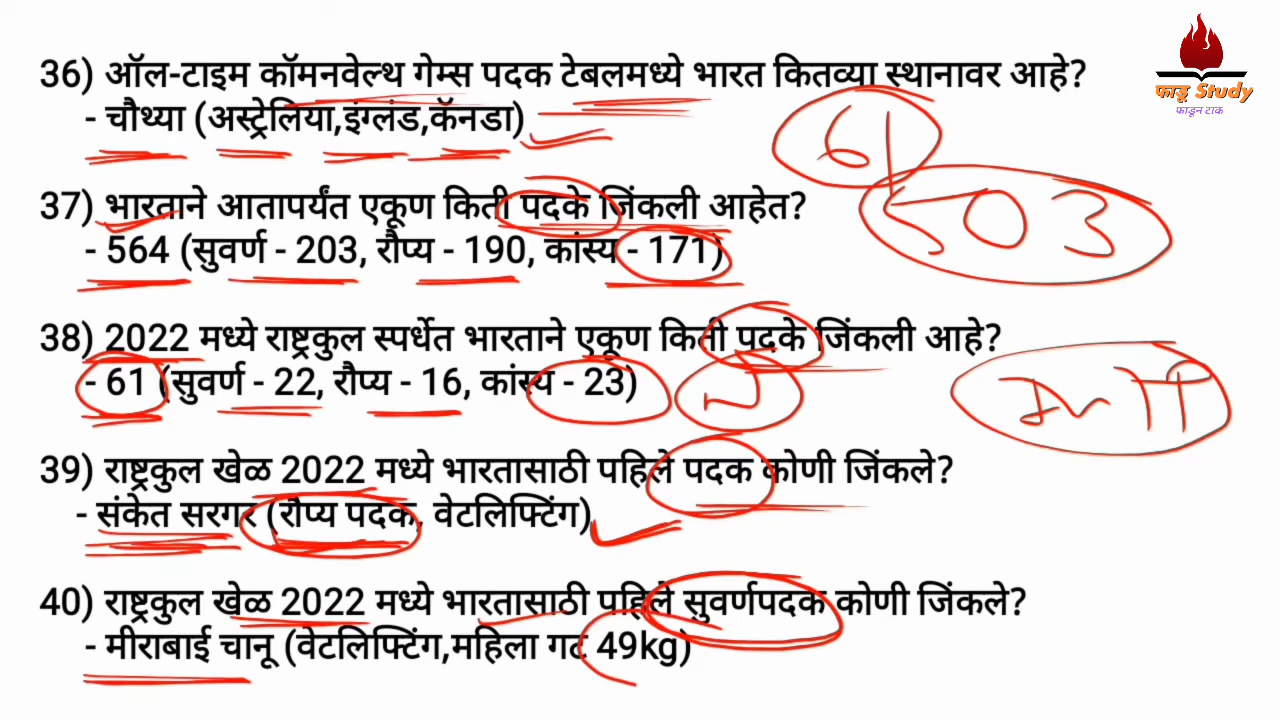 36) ऑल-टाइम कॉमनवेल्थ गेम्स पदक टेबलमध्ये भारत कितव्या स्थानावर आहे?
- चौथ्या (अस्ट्रेलिया,इंग्लंड,कॅनडा)
फाडू Study
फाडून टाक
61
503
37) भारताने आतापर्यंत एकूण किती पदके जिंकली आहेत?
- 564 (सुवर्ण - 203, रौप्य - 190, कांस्य - 171)
38) 2022 मध्ये राष्ट्रकुल स्पर्धेत भारताने एकूण किती पदके जिंकली आहे?
- 61 (सुवर्ण - 22, रौप्य - 16, कांस्य - 23)
39) राष्ट्रकुल खेळ 2022 मध्ये भारतासाठी पहिले पदक कोणी जिंकले?
- संकेत सरगर (रौप्य पदक, वेटलिफ्टिंग)
40) राष्ट्रकुल खेळ 2022 मध्ये भारतासाठी पहिले सुवर्णपदक कोणी जिंकले?
- मीराबाई चानू (वेटलिफ्टिंग,महिला गट 49kg)